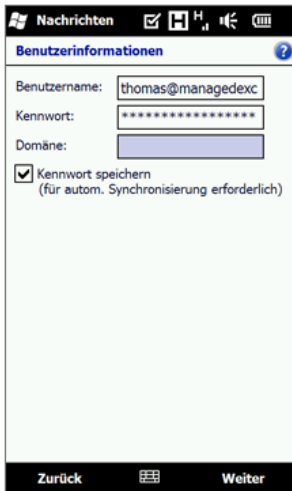 Nachrichten H H
Benutzerinformationen ?
Benutzername: thomas@managedexc
Kennwort: *****************
Domäne:
Kennwort speichern
(für autom. Synchronisierung erforderlich)
Zurück Weiter